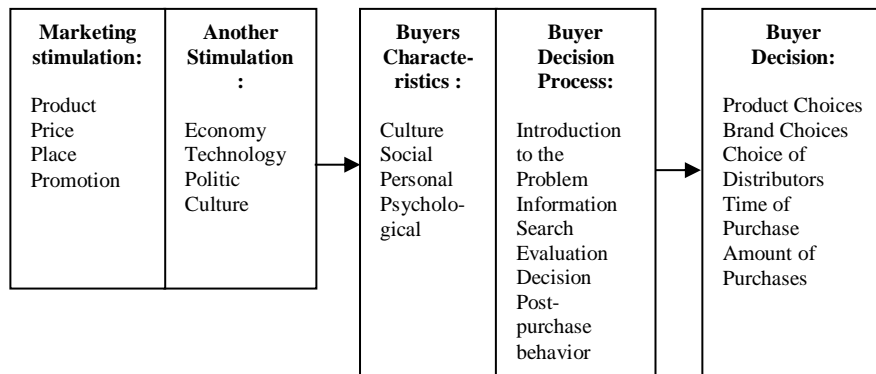 Marketing
stimulation:
Product
Price
Place
Promotion
Another
Stimulation
:
Economy
Technology
Politic
Culture
Buyers
Characte-
ristics :
Culture
Social
Personal
Psycholo-
gical
Buyer
Decision
Process:
Introduction
to the
Problem
Information
Search
Evaluation
Decision
Post-
purchase
behavior
Buyer
Decision:
Product Choices
Brand Choices
Choice of
Distributors
Time of
Purchase
Amount of
Purchases